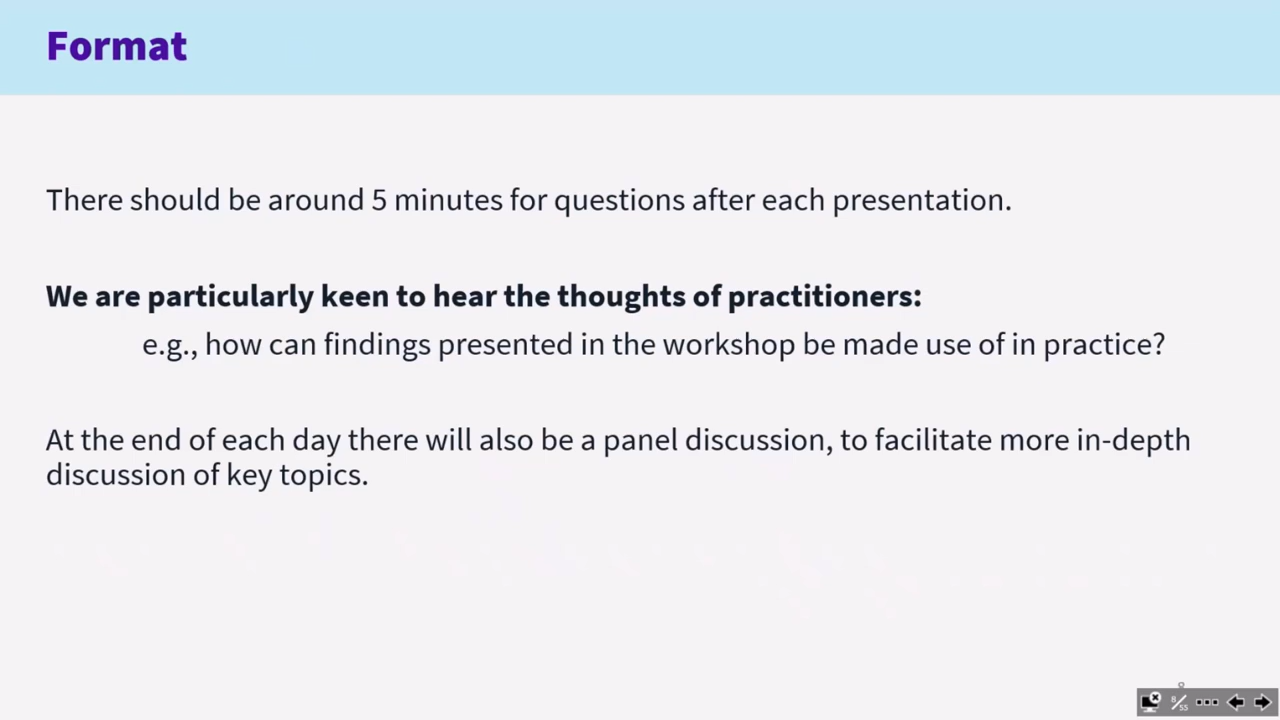 Format
There should be around 5 minutes for questions after each presentation.
We are particularly keen to hear the thoughts of practitioners:
e.g., how can findings presented in the workshop be made use of in practice?
At the end of each day there will also be a panel discussion, to facilitate more in-depth
discussion of key topics.
8/55